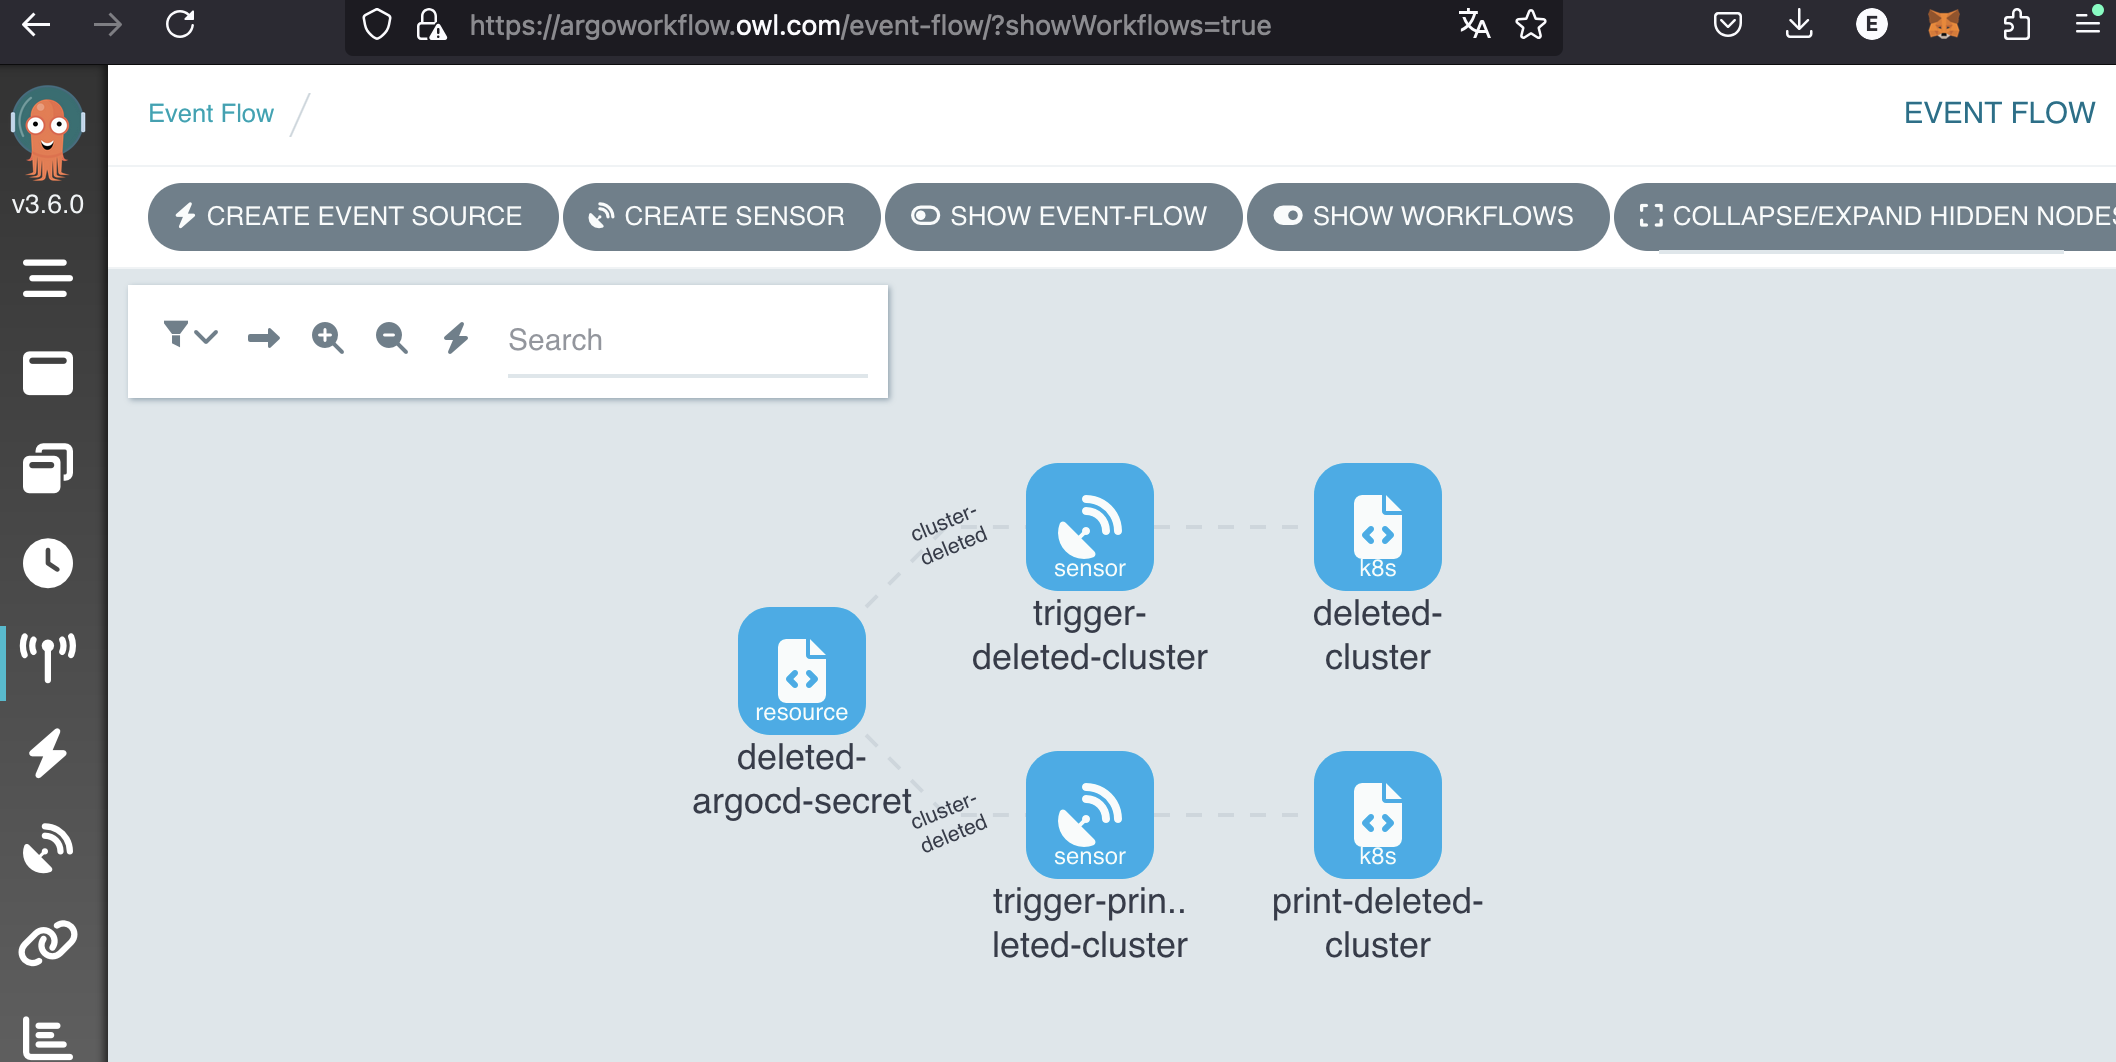 https://argoworkflow.owl.com/event-flow/?showWorkflows=true
E
Event Flow
EVENT FLOW
v3.6.0
CREATE EVENT SOURCE
CREATE SENSOR
SHOW EVENT-FLOW
SHOW WORKFLOWS
COLLAPSE/EXPAND HIDDEN NODES
Search
cluster-
deleted
sensor
trigger-
deleted-cluster
k8s
deleted-
cluster
resource
deleted-
argocd-secret
cluster-
deleted
sensor
trigger-prin..
leted-cluster
k8s
print-deleted-
cluster